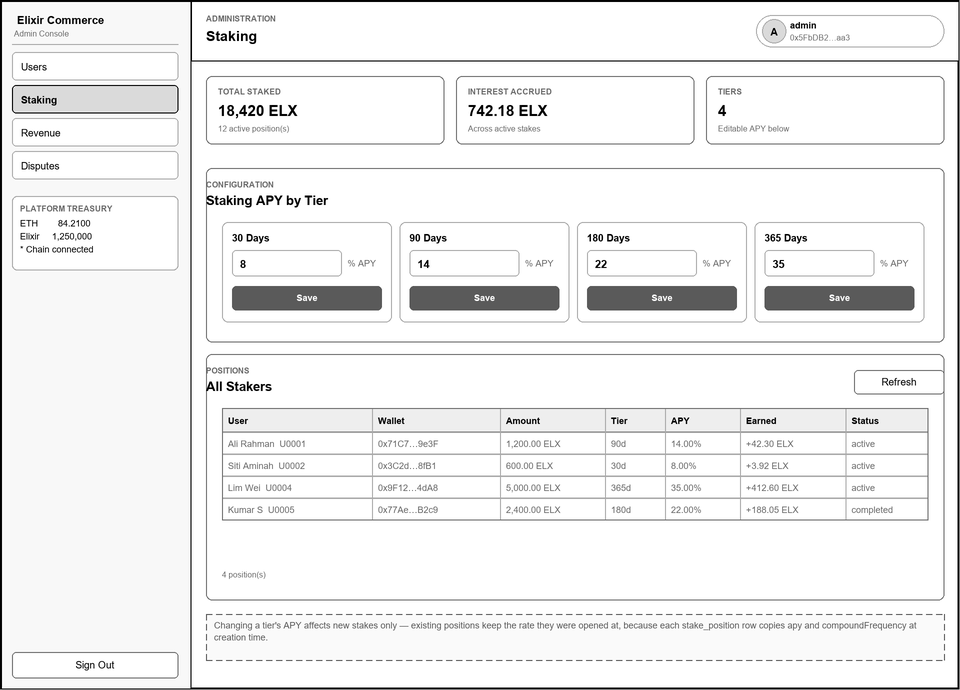 Elixir Commerce
Admin Console
Users
Staking
Revenue
Disputes
PLATFORM TREASURY
ETH 84.2100
Elixir 1,250,000
* Chain connected
Sign Out
ADMINISTRATION
Staking
A
admin
0x5FbDB2...aa3
TOTAL STAKED
18,420 ELX
12 active position(s)
INTEREST ACCRUED
742.18 ELX
Across active stakes
TIERS
4
Editable APY below
CONFIGURATION
Staking APY by Tier
30 Days
8 % APY
Save
90 Days
14 % APY
Save
180 Days
22 % APY
Save
365 Days
35 % APY
Save
POSITIONS
All Stakers
Refresh
User Wallet Amount Tier APY Earned Status
Ali Rahman U0001 0x71C7...9e3F 1,200.00 ELX 90d 14.00% +42.30 ELX active
Siti Aminah U0002 0x3C2d...8fB1 600.00 ELX 30d 8.00% +3.92 ELX active
Lim Wei U0004 0x9F12...4dA8 5,000.00 ELX 365d 35.00% +412.60 ELX active
Kumar S U0005 0x77Ae...B2c9 2,400.00 ELX 180d 22.00% +188.05 ELX completed
4 position(s)
Changing a tier's APY affects new stakes only — existing positions keep the rate they were opened at, because each stake_position row copies apy and compoundFrequency at
creation time.